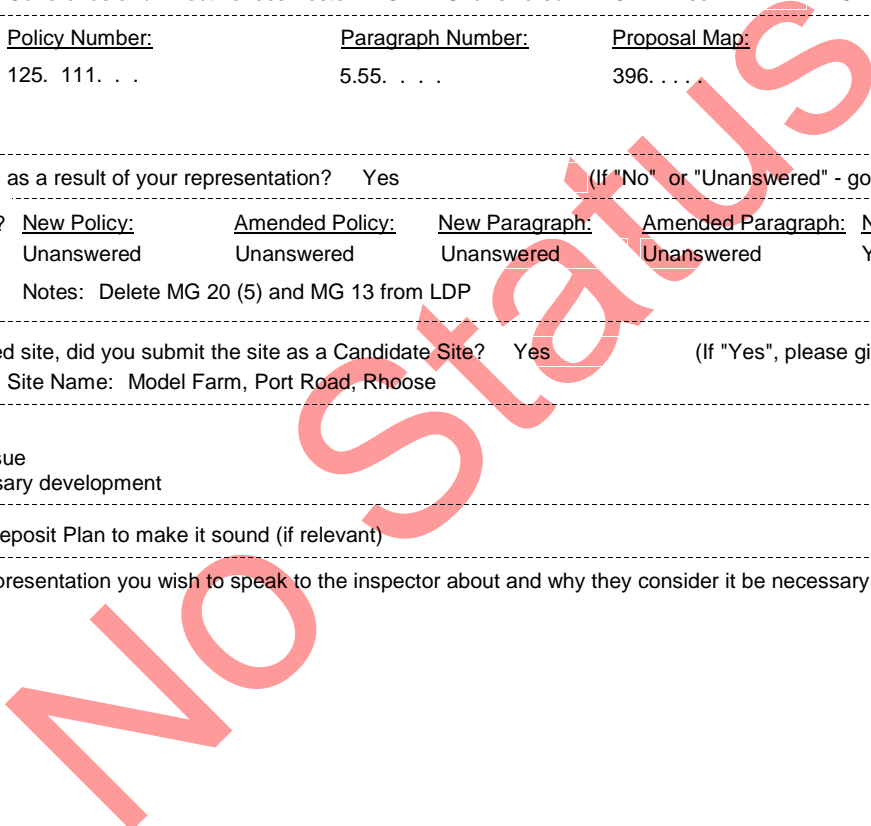 Policy Number: Paragraph Number: Proposal Map:
125. 111. . . 5.55. . . . 396. . . . .
as a result of your representation? Yes (If "No" or "Unanswered" - go
? New Policy: Amended Policy: New Paragraph: Amended Paragraph: N
Unanswered Unanswered Unanswered Unanswered Y
Notes: Delete MG 20 (5) and MG 13 from LDP
ed site, did you submit the site as a Candidate Site? Yes (If "Yes", please gi
Site Name: Model Farm, Port Road, Rhoose
sue
sary development
eposit Plan to make it sound (if relevant)
presentation you wish to speak to the inspector about and why they consider it be necessary
No Status